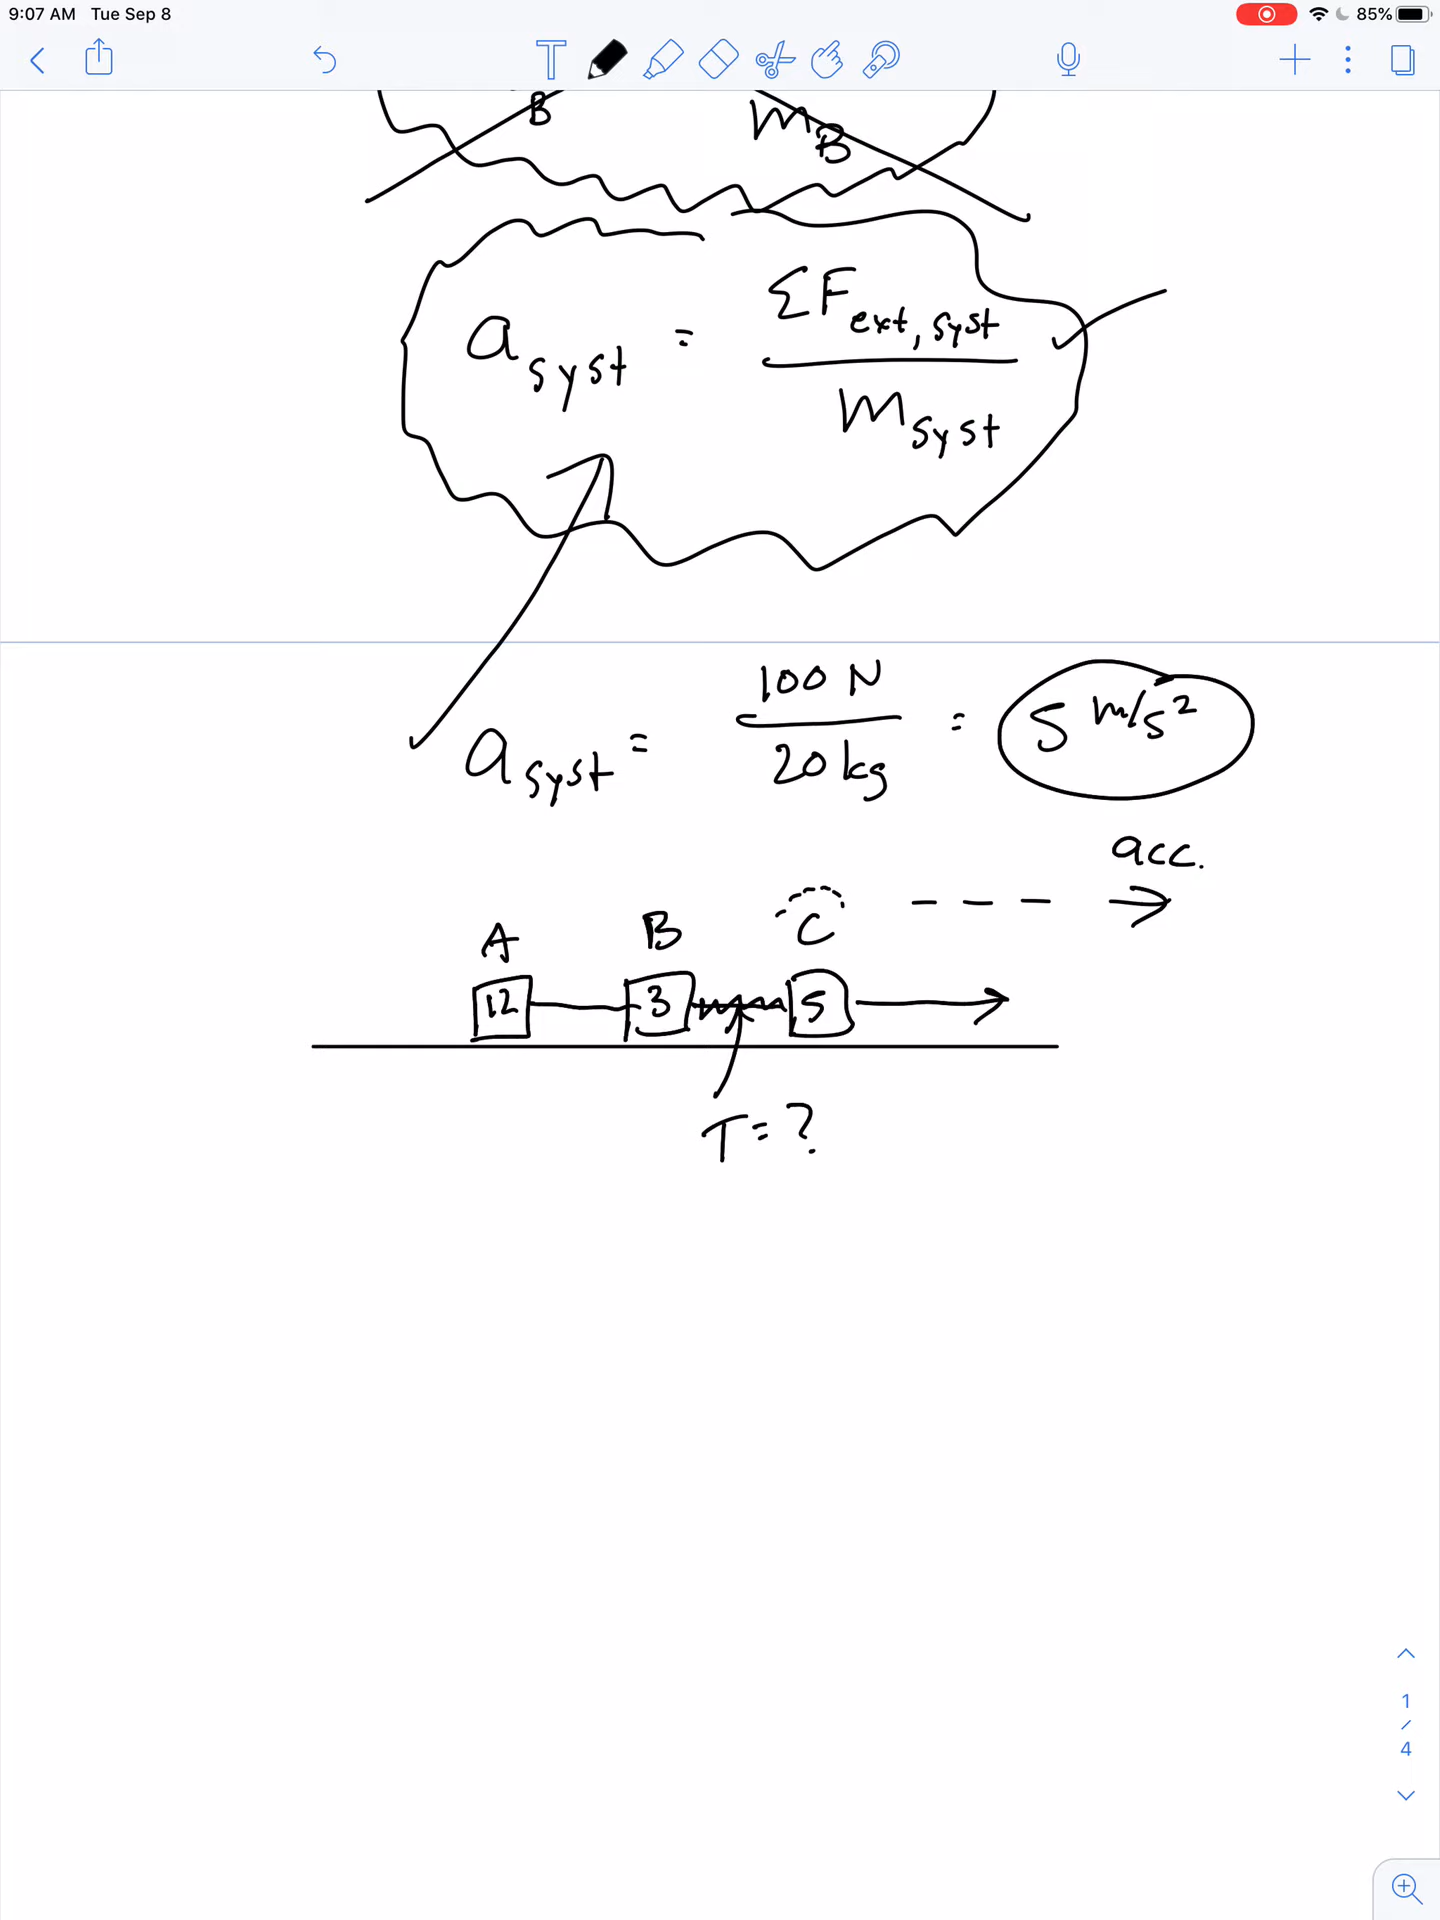 9:07 AM Tue Sep 8
85%
B
m_B
a_syst = ΣF_ext, syst / m_syst
a_syst = 100 N / 20 kg = 5 m/s²
acc.
A B C
12 3 5
T = ?
1
/
4